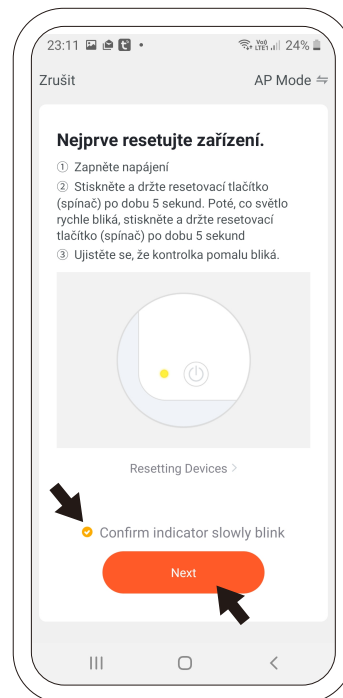 23:11
Vo)) LTE1 24%
Zrušit AP Mode
Nejprve resetujte zařízení.
① Zapněte napájení
② Stiskněte a držte resetovací tlačítko
(spínač) po dobu 5 sekund. Poté, co světlo
rychle bliká, stiskněte a držte resetovací
tlačítko (spínač) po dobu 5 sekund
③ Ujistěte se, že kontrolka pomalu bliká.
Resetting Devices >
Confirm indicator slowly blink
Next